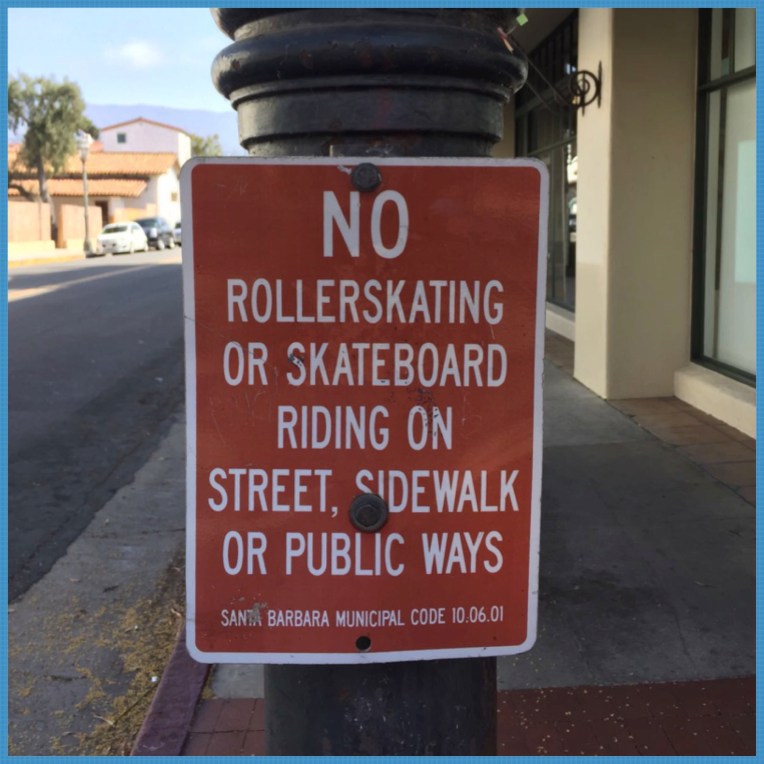 NO
ROLLERSKATING
OR SKATEBOARD
RIDING ON
STREET, SIDEWALK
OR PUBLIC WAYS
SANTA BARBARA MUNICIPAL CODE 10.06.01